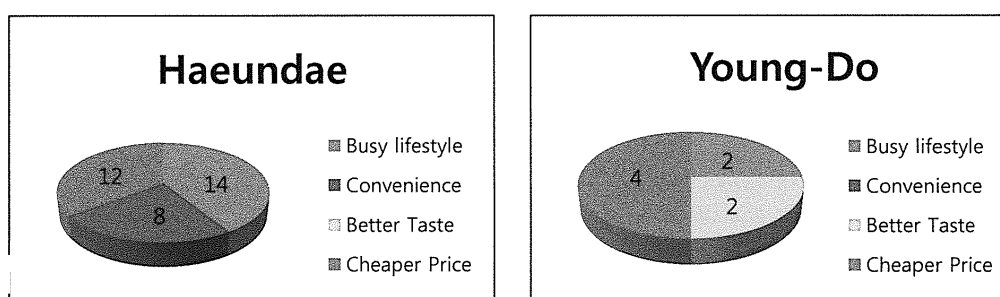 Haeundae
12
14
8
Busy lifestyle
Convenience
Better Taste
Cheaper Price
Young-Do
4
2
2
Busy lifestyle
Convenience
Better Taste
Cheaper Price